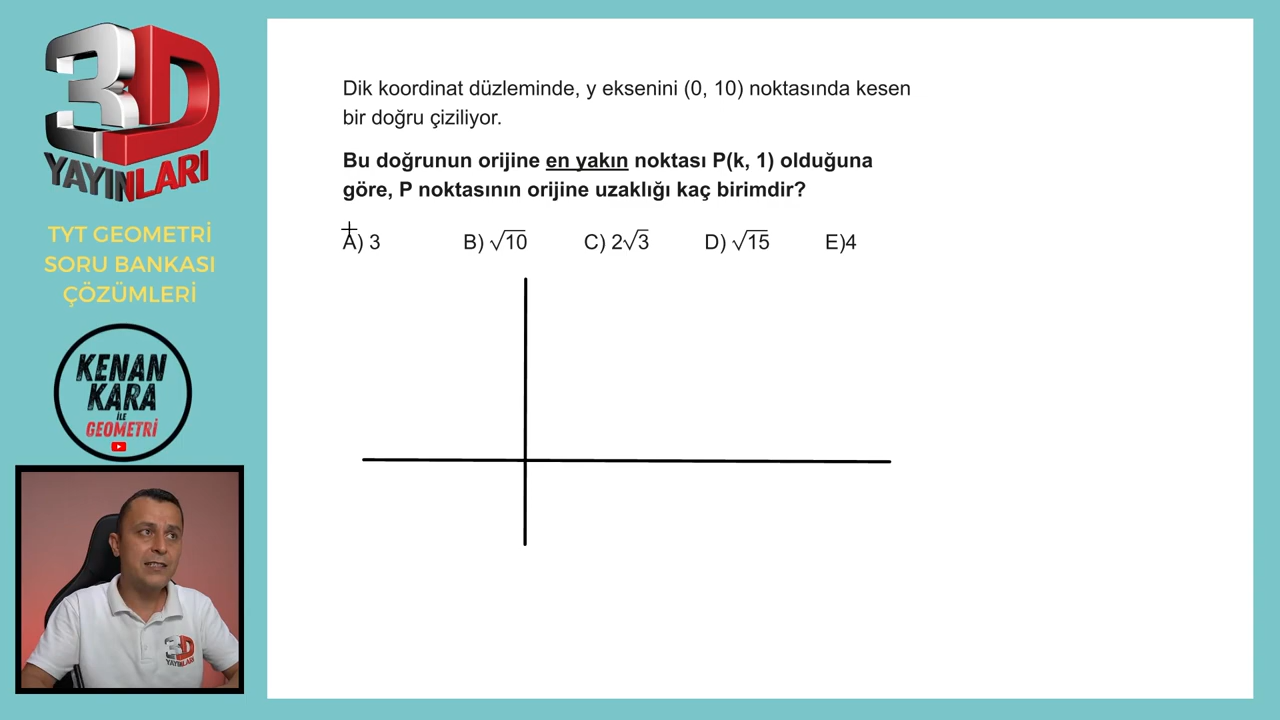 3D
YAYINLARI
TYT GEOMETRİ
SORU BANKASI
ÇÖZÜMLERİ
KENAN
KARA
İLE
GEOMETRİ
3D
YAYINLARI
Dik koordinat düzleminde, y eksenini (0, 10) noktasında kesen
bir doğru çiziliyor.
Bu doğrunun orijine en yakın noktası P(k, 1) olduğuna
göre, P noktasının orijine uzaklığı kaç birimdir?
A) 3 B) √10 C) 2√3 D) √15 E)4